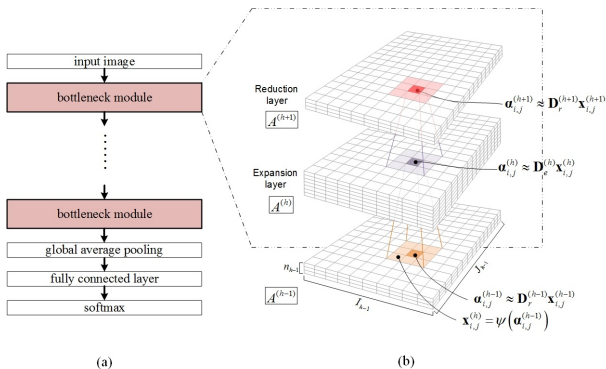 input image
bottleneck module
bottleneck module
global average pooling
fully connected layer
softmax
(a)
Reduction
layer
A^{(h+1)}
α_{i,j}^{(h+1)} ≈ D_r^{(h+1)} x_{i,j}^{(h+1)}
Expansion
layer
A^{(h)}
α_{i,j}^{(h)} ≈ D_e^{(h)} x_{i,j}^{(h)}
n_{h-1}
J_{h-1}
A^{(h-1)}
I_{h-1}
α_{i,j}^{(h-1)} ≈ D_r^{(h-1)} x_{i,j}^{(h-1)}
x_{i,j}^{(h)} = ψ(α_{i,j}^{(h-1)})
(b)